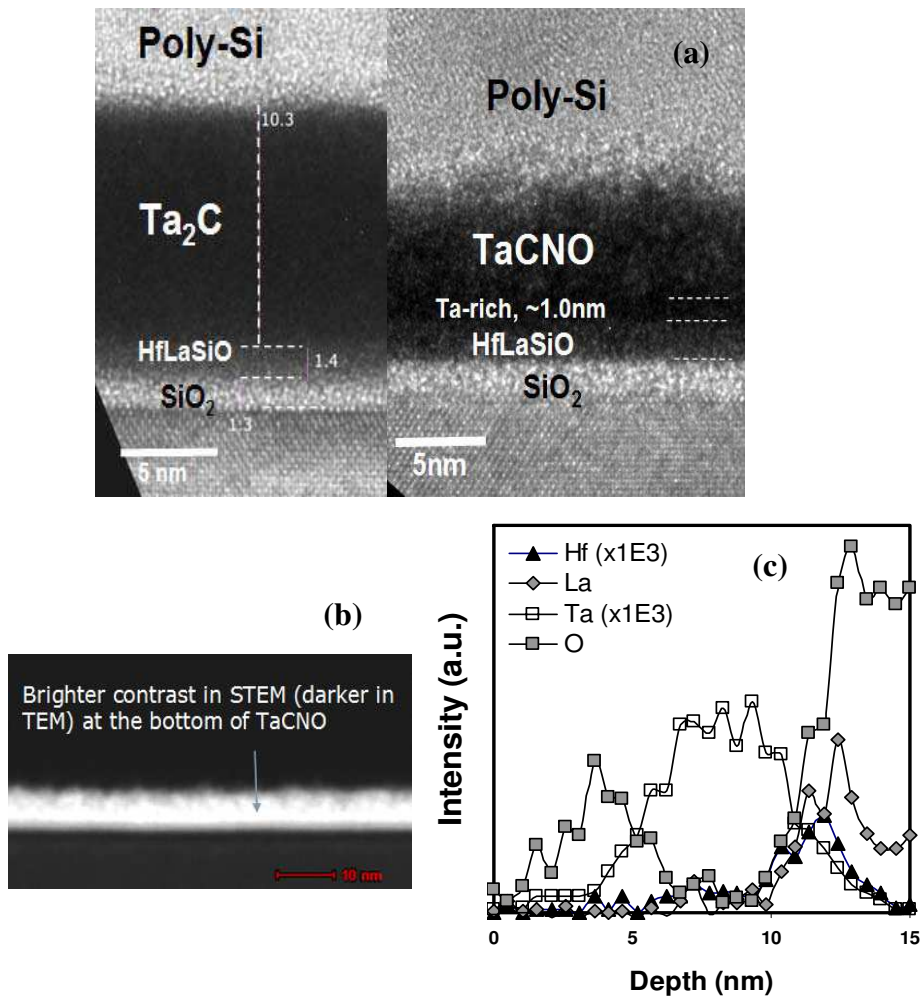 Poly-Si
(a)
10.3
Poly-Si
Ta₂C
TaCNO
Ta-rich, ~1.0nm
HfLaSiO
HfLaSiO
1.4
SiO₂
SiO₂
1.3
5 nm
5nm
(b)
Brighter contrast in STEM (darker in
TEM) at the bottom of TaCNO
10 nm
(c)
Hf (x1E3)
La
Ta (x1E3)
O
Intensity (a.u.)
0 5 10 15
Depth (nm)